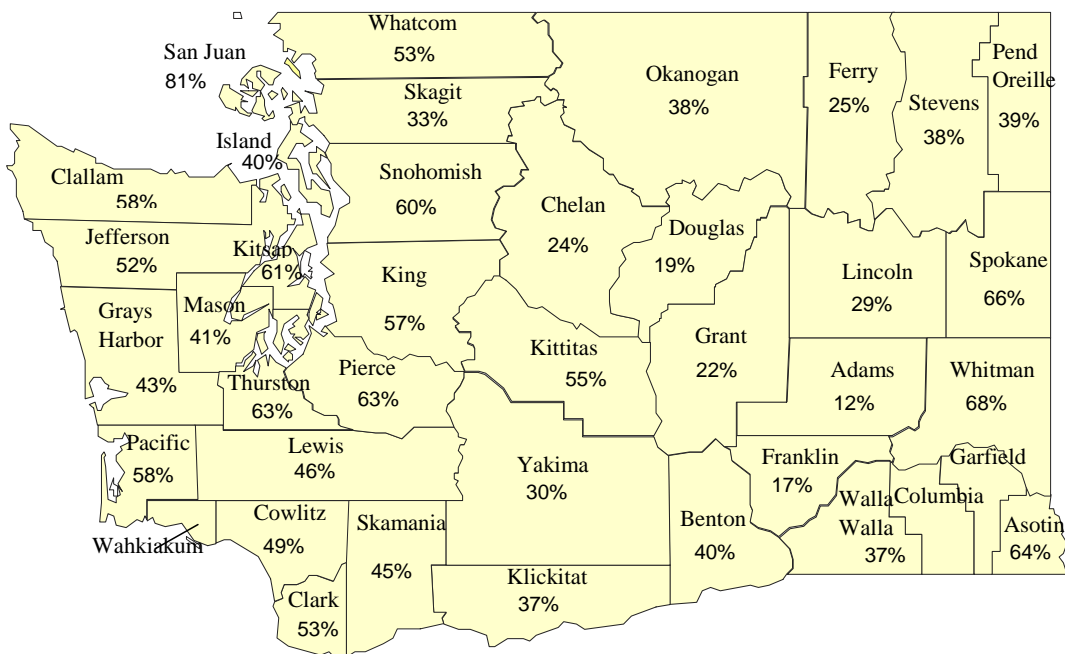 Whatcom
53%
San Juan
81%
Skagit
33%
Island
40%
Okanogan
38%
Ferry
25%
Stevens
38%
Pend
Oreille
39%
Clallam
58%
Snohomish
60%
Chelan
24%
Douglas
19%
Jefferson
52%
Kitsap
61%
King
57%
Lincoln
29%
Spokane
66%
Grays
Harbor
43%
Mason
41%
Kittitas
55%
Grant
22%
Thurston
63%
Pierce
63%
Adams
12%
Whitman
68%
Pacific
58%
Lewis
46%
Yakima
30%
Franklin
17%
Garfield
Walla
Walla
37%
Columbia
Asotin
64%
Wahkiakum
Cowlitz
49%
Skamania
45%
Benton
40%
Klickitat
37%
Clark
53%